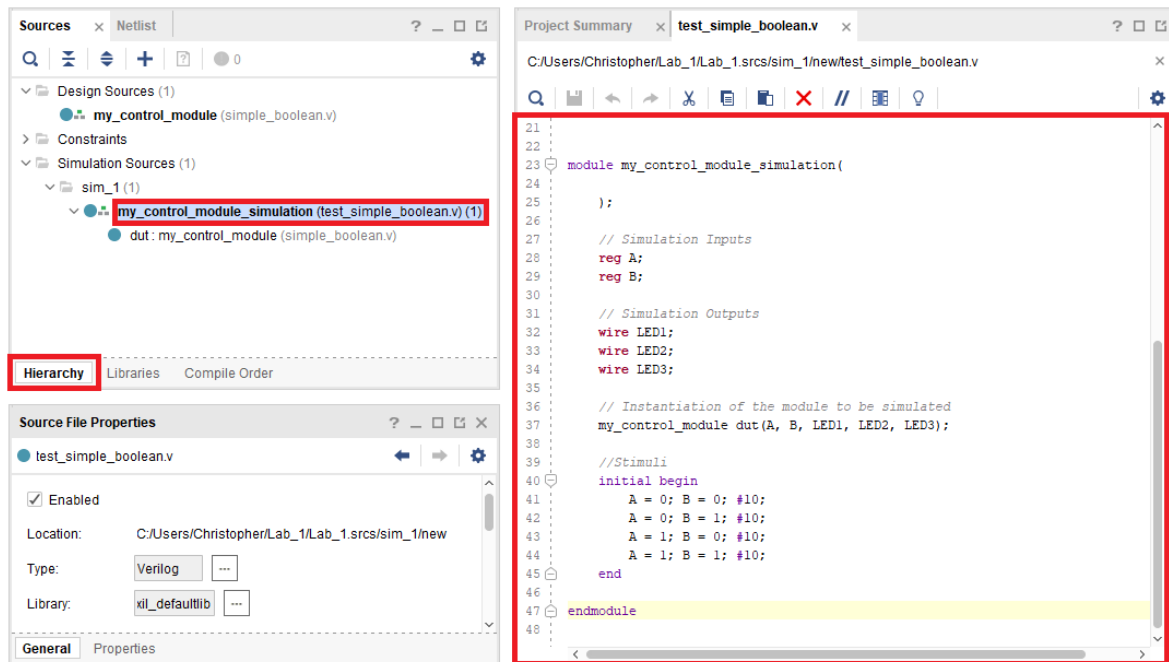 Sources × Netlist ?
0
Design Sources (1)
my_control_module (simple_boolean.v)
Constraints
Simulation Sources (1)
sim_1 (1)
my_control_module_simulation (test_simple_boolean.v) (1)
dut : my_control_module (simple_boolean.v)
Hierarchy Libraries Compile Order
Source File Properties ?
test_simple_boolean.v
Enabled
Location: C:/Users/Christopher/Lab_1/Lab_1.srcs/sim_1/new
Type: Verilog ...
Library: xil_defaultlib ...
General Properties
Project Summary × test_simple_boolean.v × ?
C:/Users/Christopher/Lab_1/Lab_1.srcs/sim_1/new/test_simple_boolean.v ×
21
22
23 module my_control_module_simulation(
24
25 );
26
27 // Simulation Inputs
28 reg A;
29 reg B;
30
31 // Simulation Outputs
32 wire LED1;
33 wire LED2;
34 wire LED3;
35
36 // Instantiation of the module to be simulated
37 my_control_module dut(A, B, LED1, LED2, LED3);
38
39 //Stimuli
40 initial begin
41 A = 0; B = 0; #10;
42 A = 0; B = 1; #10;
43 A = 1; B = 0; #10;
44 A = 1; B = 1; #10;
45 end
46
47 endmodule
48